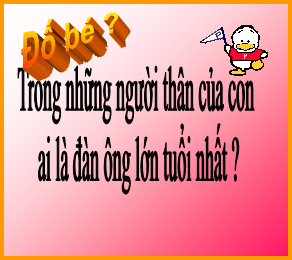 Đố bé ?
Trong những người thân của con
ai là đàn ông lớn tuổi nhất ?